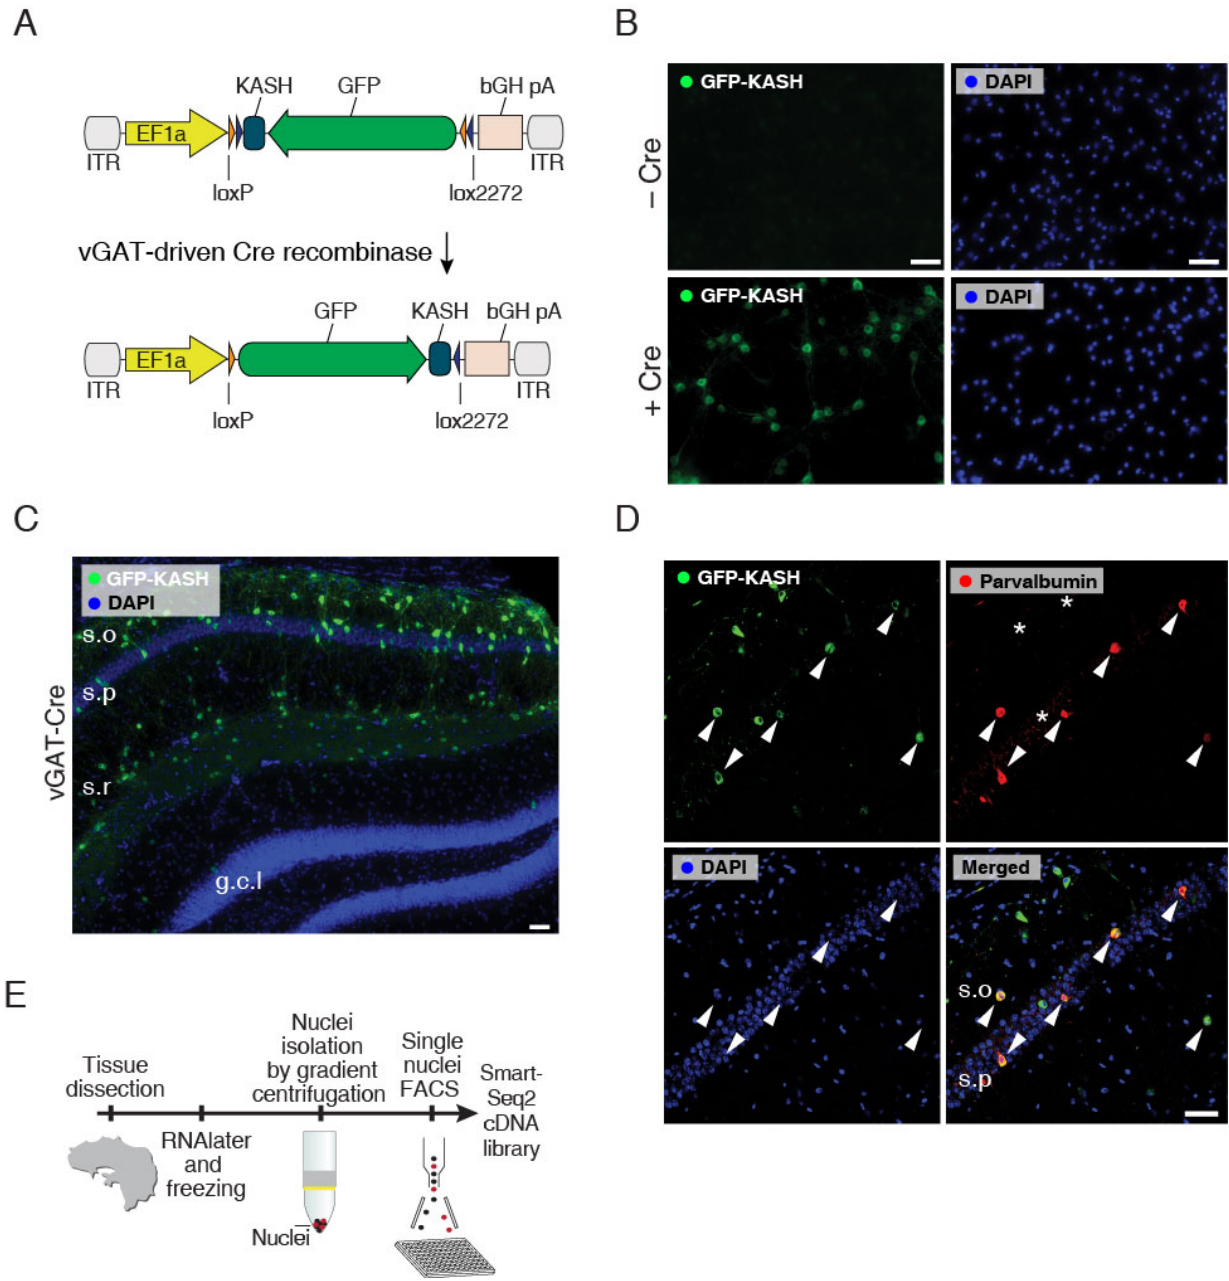 A
KASH
GFP
bGH pA
EF1a
ITR
ITR
loxP
lox2272
vGAT-driven Cre recombinase
GFP
KASH
bGH pA
EF1a
ITR
ITR
loxP
lox2272
B
GFP-KASH
DAPI
– Cre
GFP-KASH
DAPI
+ Cre
C
GFP-KASH
DAPI
s.o
s.p
s.r
g.c.l
vGAT-Cre
D
GFP-KASH
Parvalbumin
*
*
*
DAPI
Merged
s.o
s.p
E
Tissue
dissection
RNAlater
and
freezing
Nuclei
isolation
by gradient
centrifugation
Nuclei
Single
nuclei
FACS
Smart-
Seq2
cDNA
library